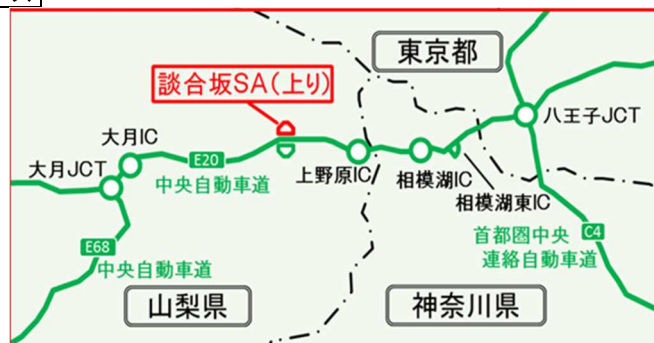 東京都
談合坂SA(上り)
八王子JCT
大月IC
大月JCT
E20
中央自動車道
上野原IC
相模湖IC
相模湖東IC
首都圏中央
連絡自動車道
C4
E68
中央自動車道
山梨県
神奈川県